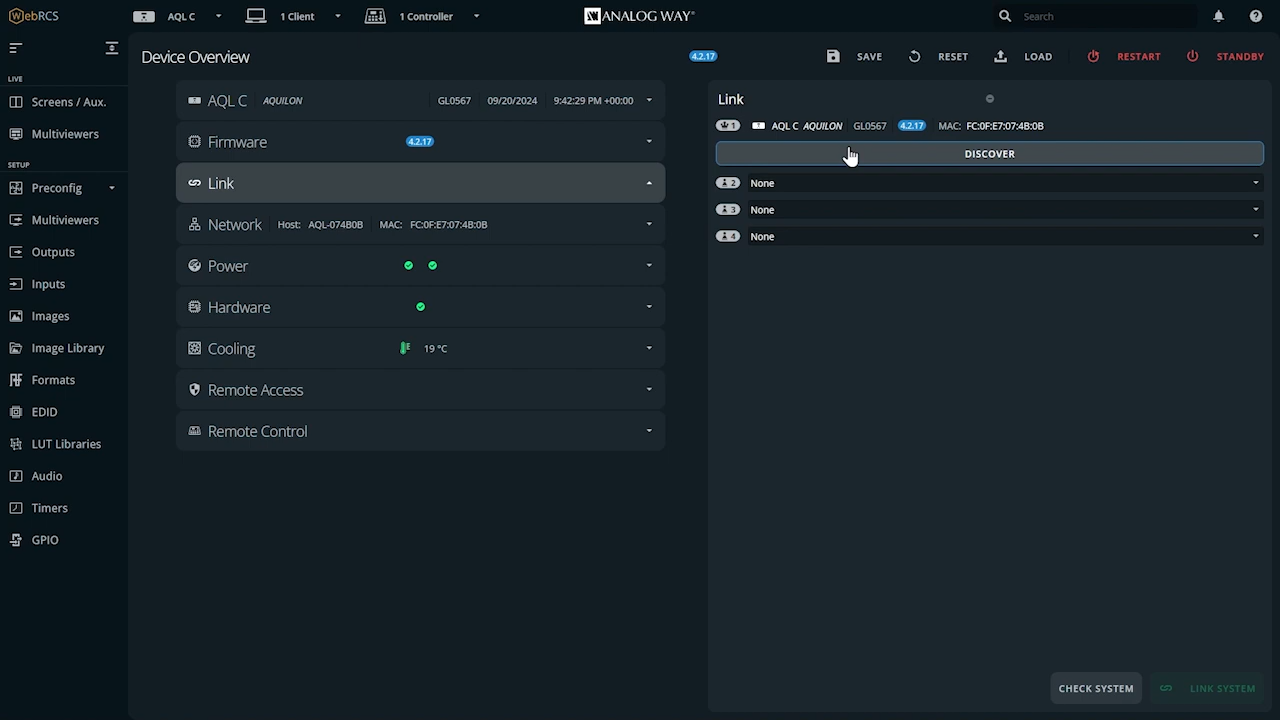 WebRCS
AQL C
1 Client
1 Controller
ANALOG WAY®
Search
LIVE
Screens / Aux.
Multiviewers
SETUP
Preconfig
Multiviewers
Outputs
Inputs
Images
Image Library
Formats
EDID
LUT Libraries
Audio
Timers
GPIO
Device Overview
4.2.17
SAVE
RESET
LOAD
RESTART
STANDBY
AQL C AQUILON GL0567 09/20/2024 9:42:29 PM +00:00
Firmware 4.2.17
Link
Network Host: AQL-074B0B MAC: FC:0F:E7:07:4B:0B
Power
Hardware
Cooling 19 °C
Remote Access
Remote Control
Link
1 AQL C AQUILON GL0567 4.2.17 MAC: FC:0F:E7:07:4B:0B
DISCOVER
2 None
3 None
4 None
CHECK SYSTEM
LINK SYSTEM